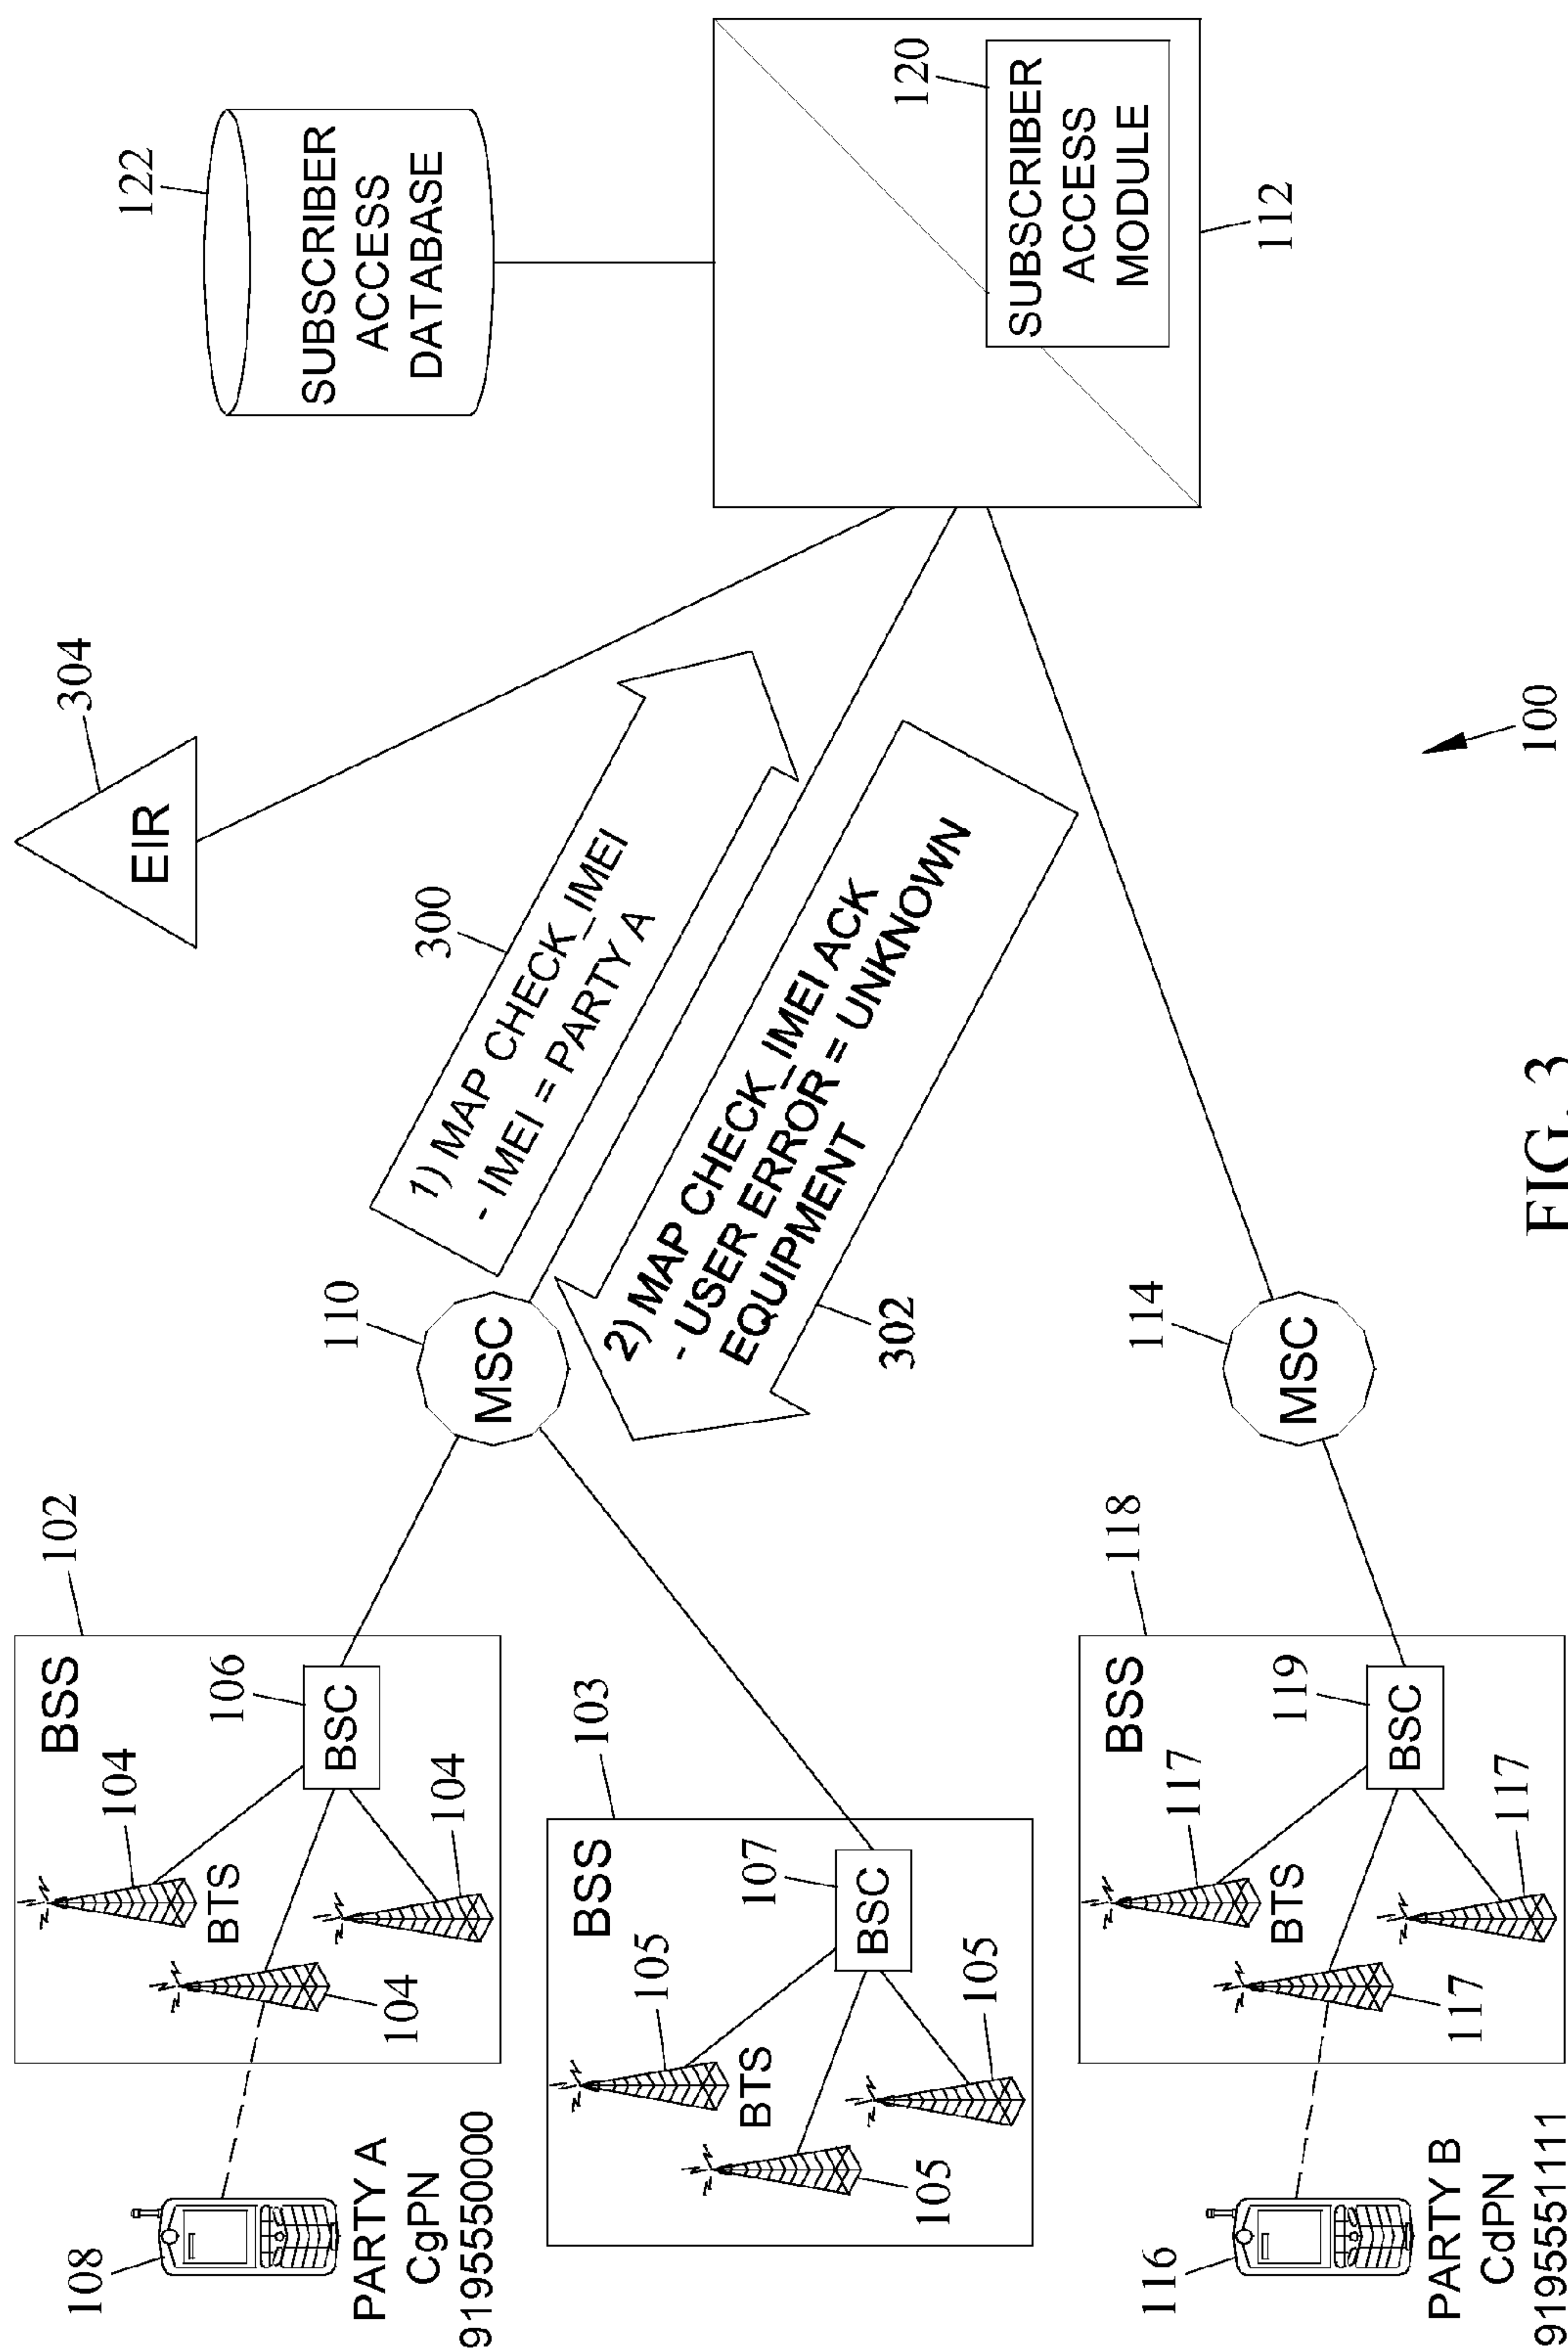 108
PARTY A
CgPN
9195550000
102
BSS
104
BTS
104
104
106
BSC
103
BSS
105
BTS
105
105
107
BSC
116
PARTY B
CdPN
9195551111
118
BSS
117
BTS
117
117
119
BSC
110
MSC
114
MSC
304
EIR
300
1) MAP CHECK_IMEI
- IMEI = PARTY A
2) MAP CHECK_IMEI ACK
- USER ERROR = UNKNOWN
EQUIPMENT
302
122
SUBSCRIBER
ACCESS
DATABASE
120
SUBSCRIBER
ACCESS
MODULE
112
100
FIG. 3